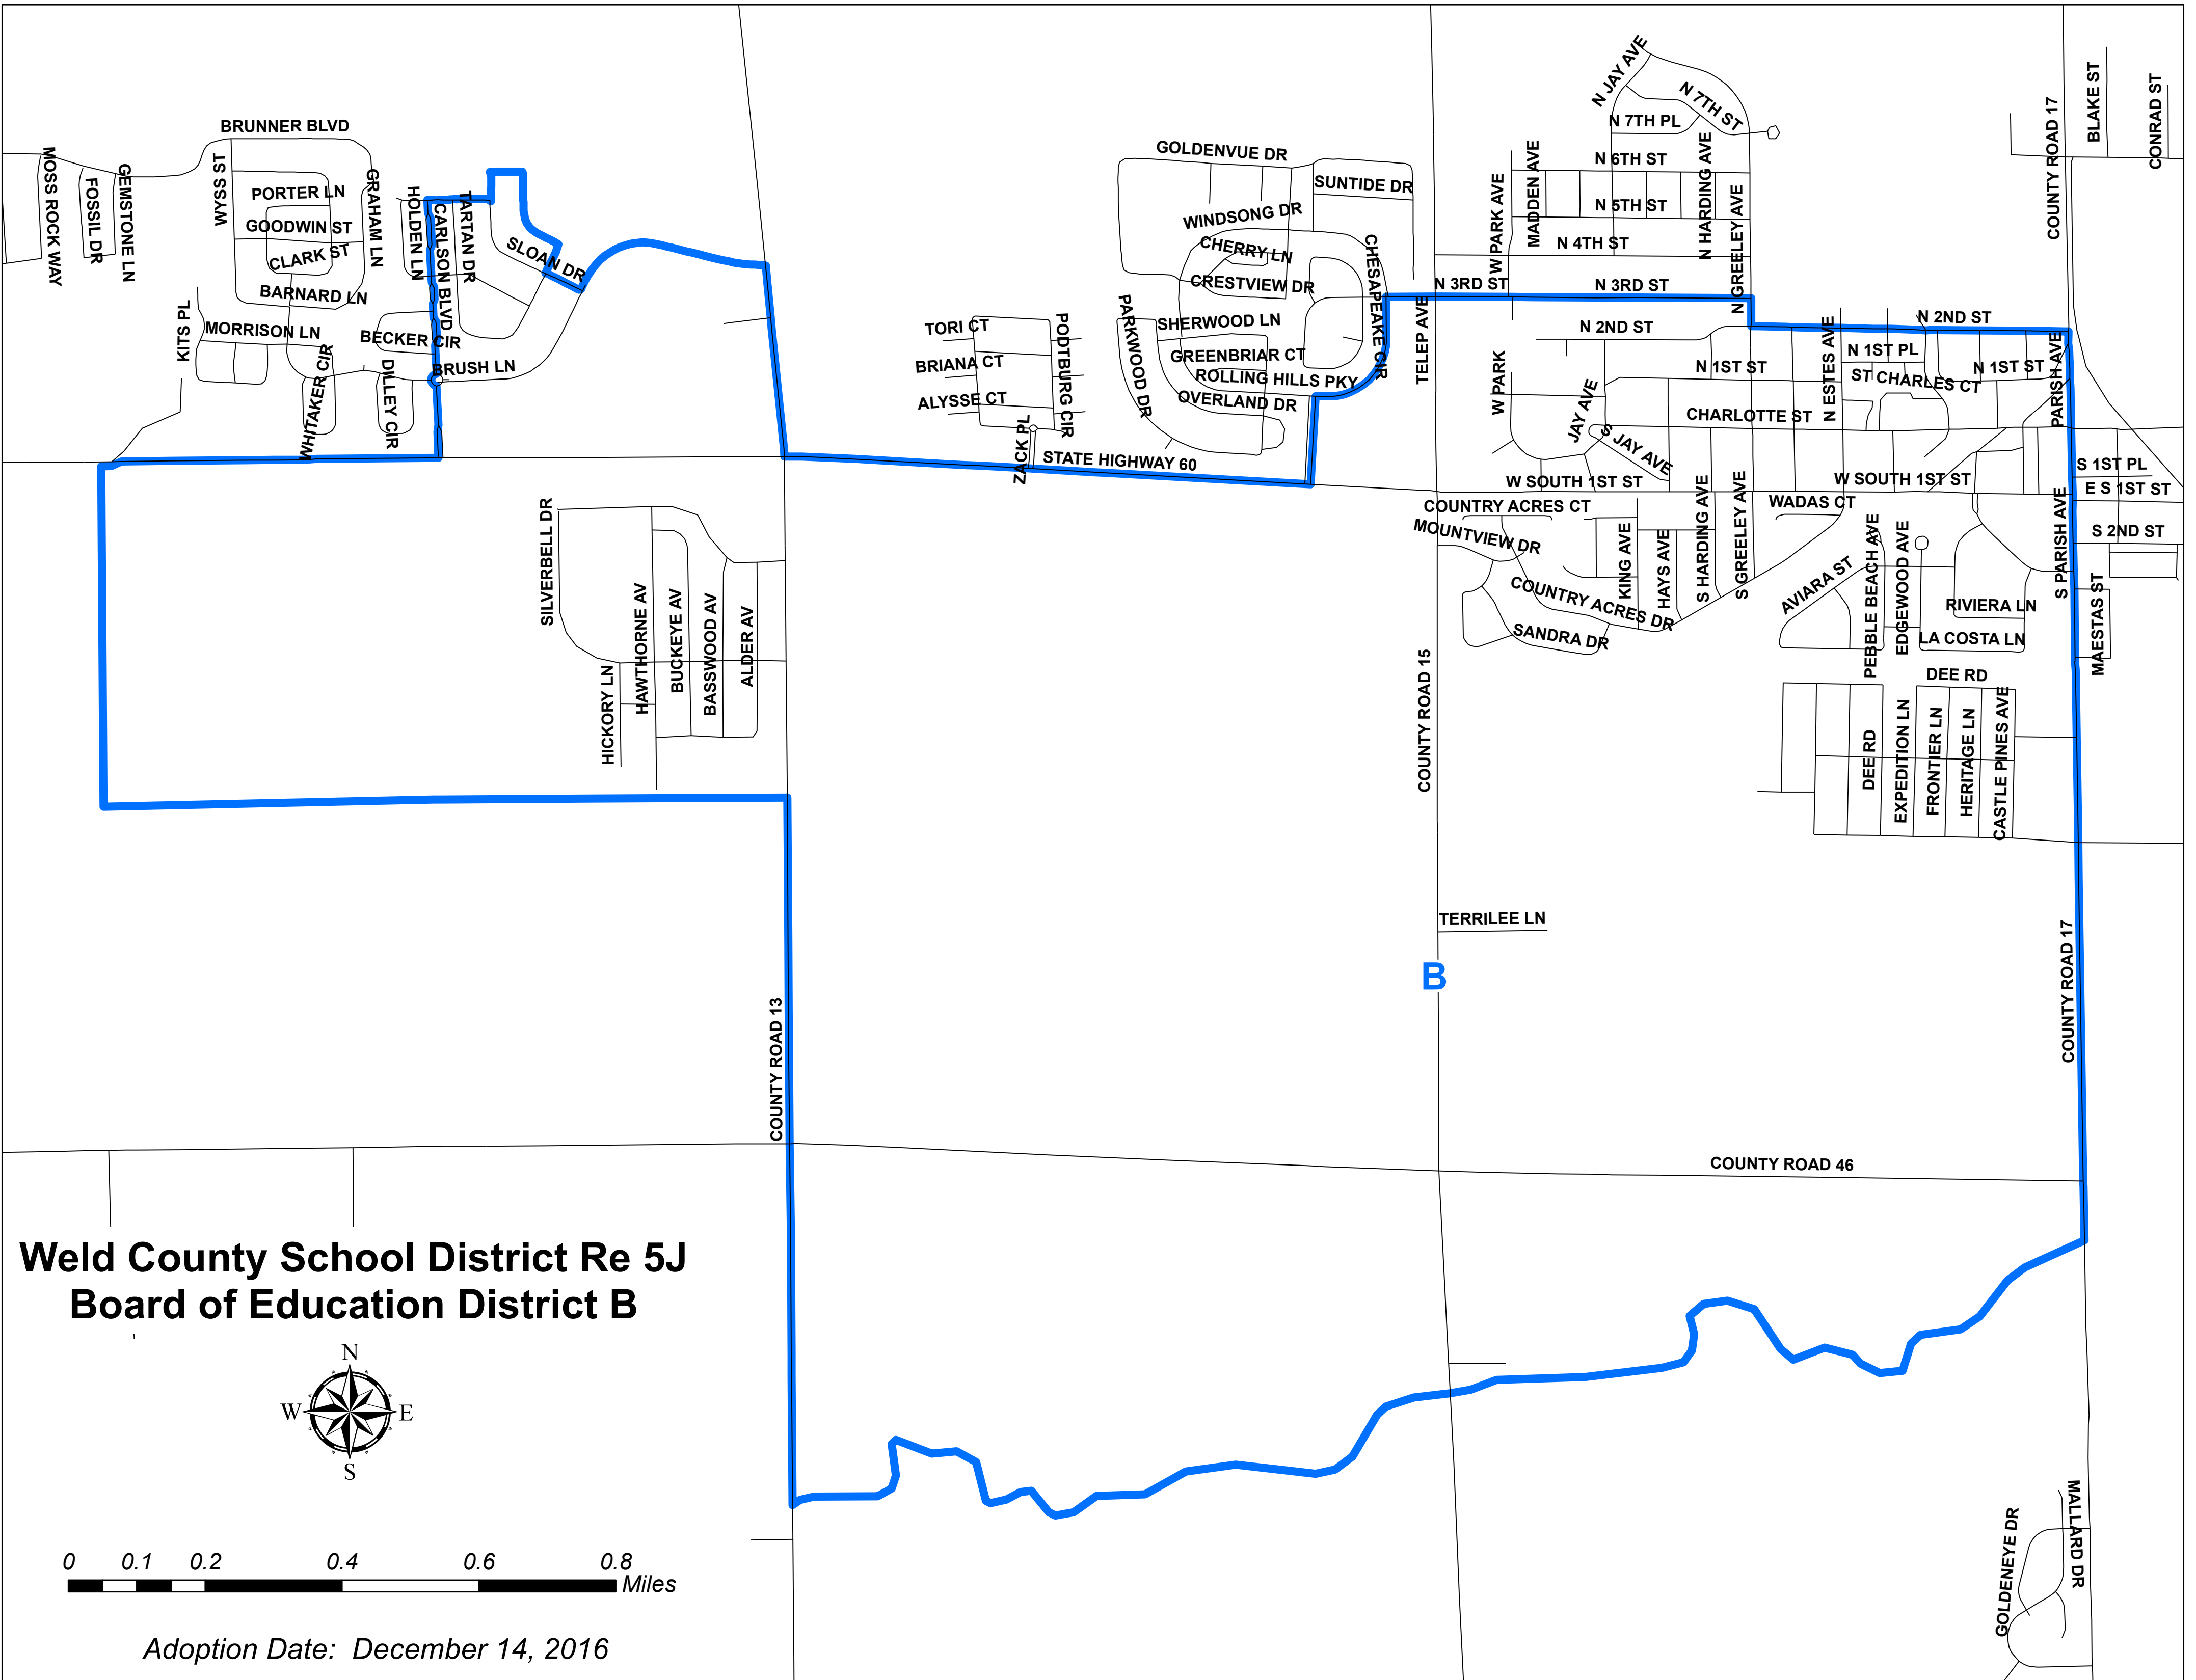 N 7TH ST
N JAY AVE
N 7TH PL
N 6TH ST
N 5TH ST
N 4TH ST
N 3RD ST
N 3RD ST
W PARK AVE
MADDEN AVE
N HARDING AVE
N GREELEY AVE
COUNTY ROAD 17
BLAKE ST
CONRAD ST
BRUNNER BLVD
MOSS ROCK WAY
FOSSIL DR
GEMSTONE LN
WYSS ST
PORTER LN
GOODWIN ST
CLARK ST
GRAHAM LN
BARNARD LN
HOLDEN LN
CARLSON BLVD
TARTAN DR
SLOAN DR
KITS PL
MORRISON LN
BECKER CIR
BRUSH LN
WHITAKER CIR
DILLEY CIR
GOLDENVUE DR
SUNTIDE DR
WINDSONG DR
CHERRY LN
CRESTVIEW DR
CHESAPEAKE CIR
SHERWOOD LN
GREENBRIAR CT
ROLLING HILLS PKY
OVERLAND DR
PARKWOOD DR
TORI CT
BRIANA CT
ALYSSE CT
PODTBURG CIR
ZACK PL
STATE HIGHWAY 60
TELEP AVE
N 2ND ST
N 2ND ST
W PARK
JAY AVE
S JAY AVE
N 1ST ST
N ESTES AVE
N 1ST PL
N 1ST ST
ST CHARLES CT
CHARLOTTE ST
PARISH AVE
W SOUTH 1ST ST
W SOUTH 1ST ST
S 1ST PL
E S 1ST ST
S 2ND ST
COUNTRY ACRES CT
MOUNTVIEW DR
WADAS CT
KING AVE
HAYS AVE
S HARDING AVE
S GREELEY AVE
COUNTRY ACRES DR
SANDRA DR
AVIARA ST
PEBBLE BEACH AVE
EDGEWOOD AVE
RIVIERA LN
LA COSTA LN
S PARISH AVE
MAESTAS ST
DEE RD
DEE RD
EXPEDITION LN
FRONTIER LN
HERITAGE LN
CASTLE PINES AVE
SILVERBELL DR
HICKORY LN
HAWTHORNE AV
BUCKEYE AV
BASSWOOD AV
ALDER AV
COUNTY ROAD 15
TERRILEE LN
B
COUNTY ROAD 13
COUNTY ROAD 17
COUNTY ROAD 46
Weld County School District Re 5J
Board of Education District B
N
W
E
S
0 0.1 0.2 0.4 0.6 0.8
Miles
Adoption Date: December 14, 2016
GOLDENEYE DR
MALLARD DR